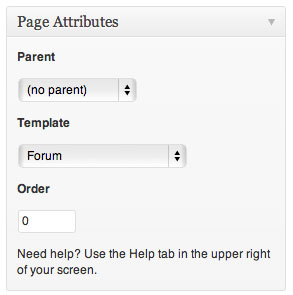 Page Attributes
Parent
(no parent)
Template
Forum
Order
0
Need help? Use the Help tab in the upper right
of your screen.